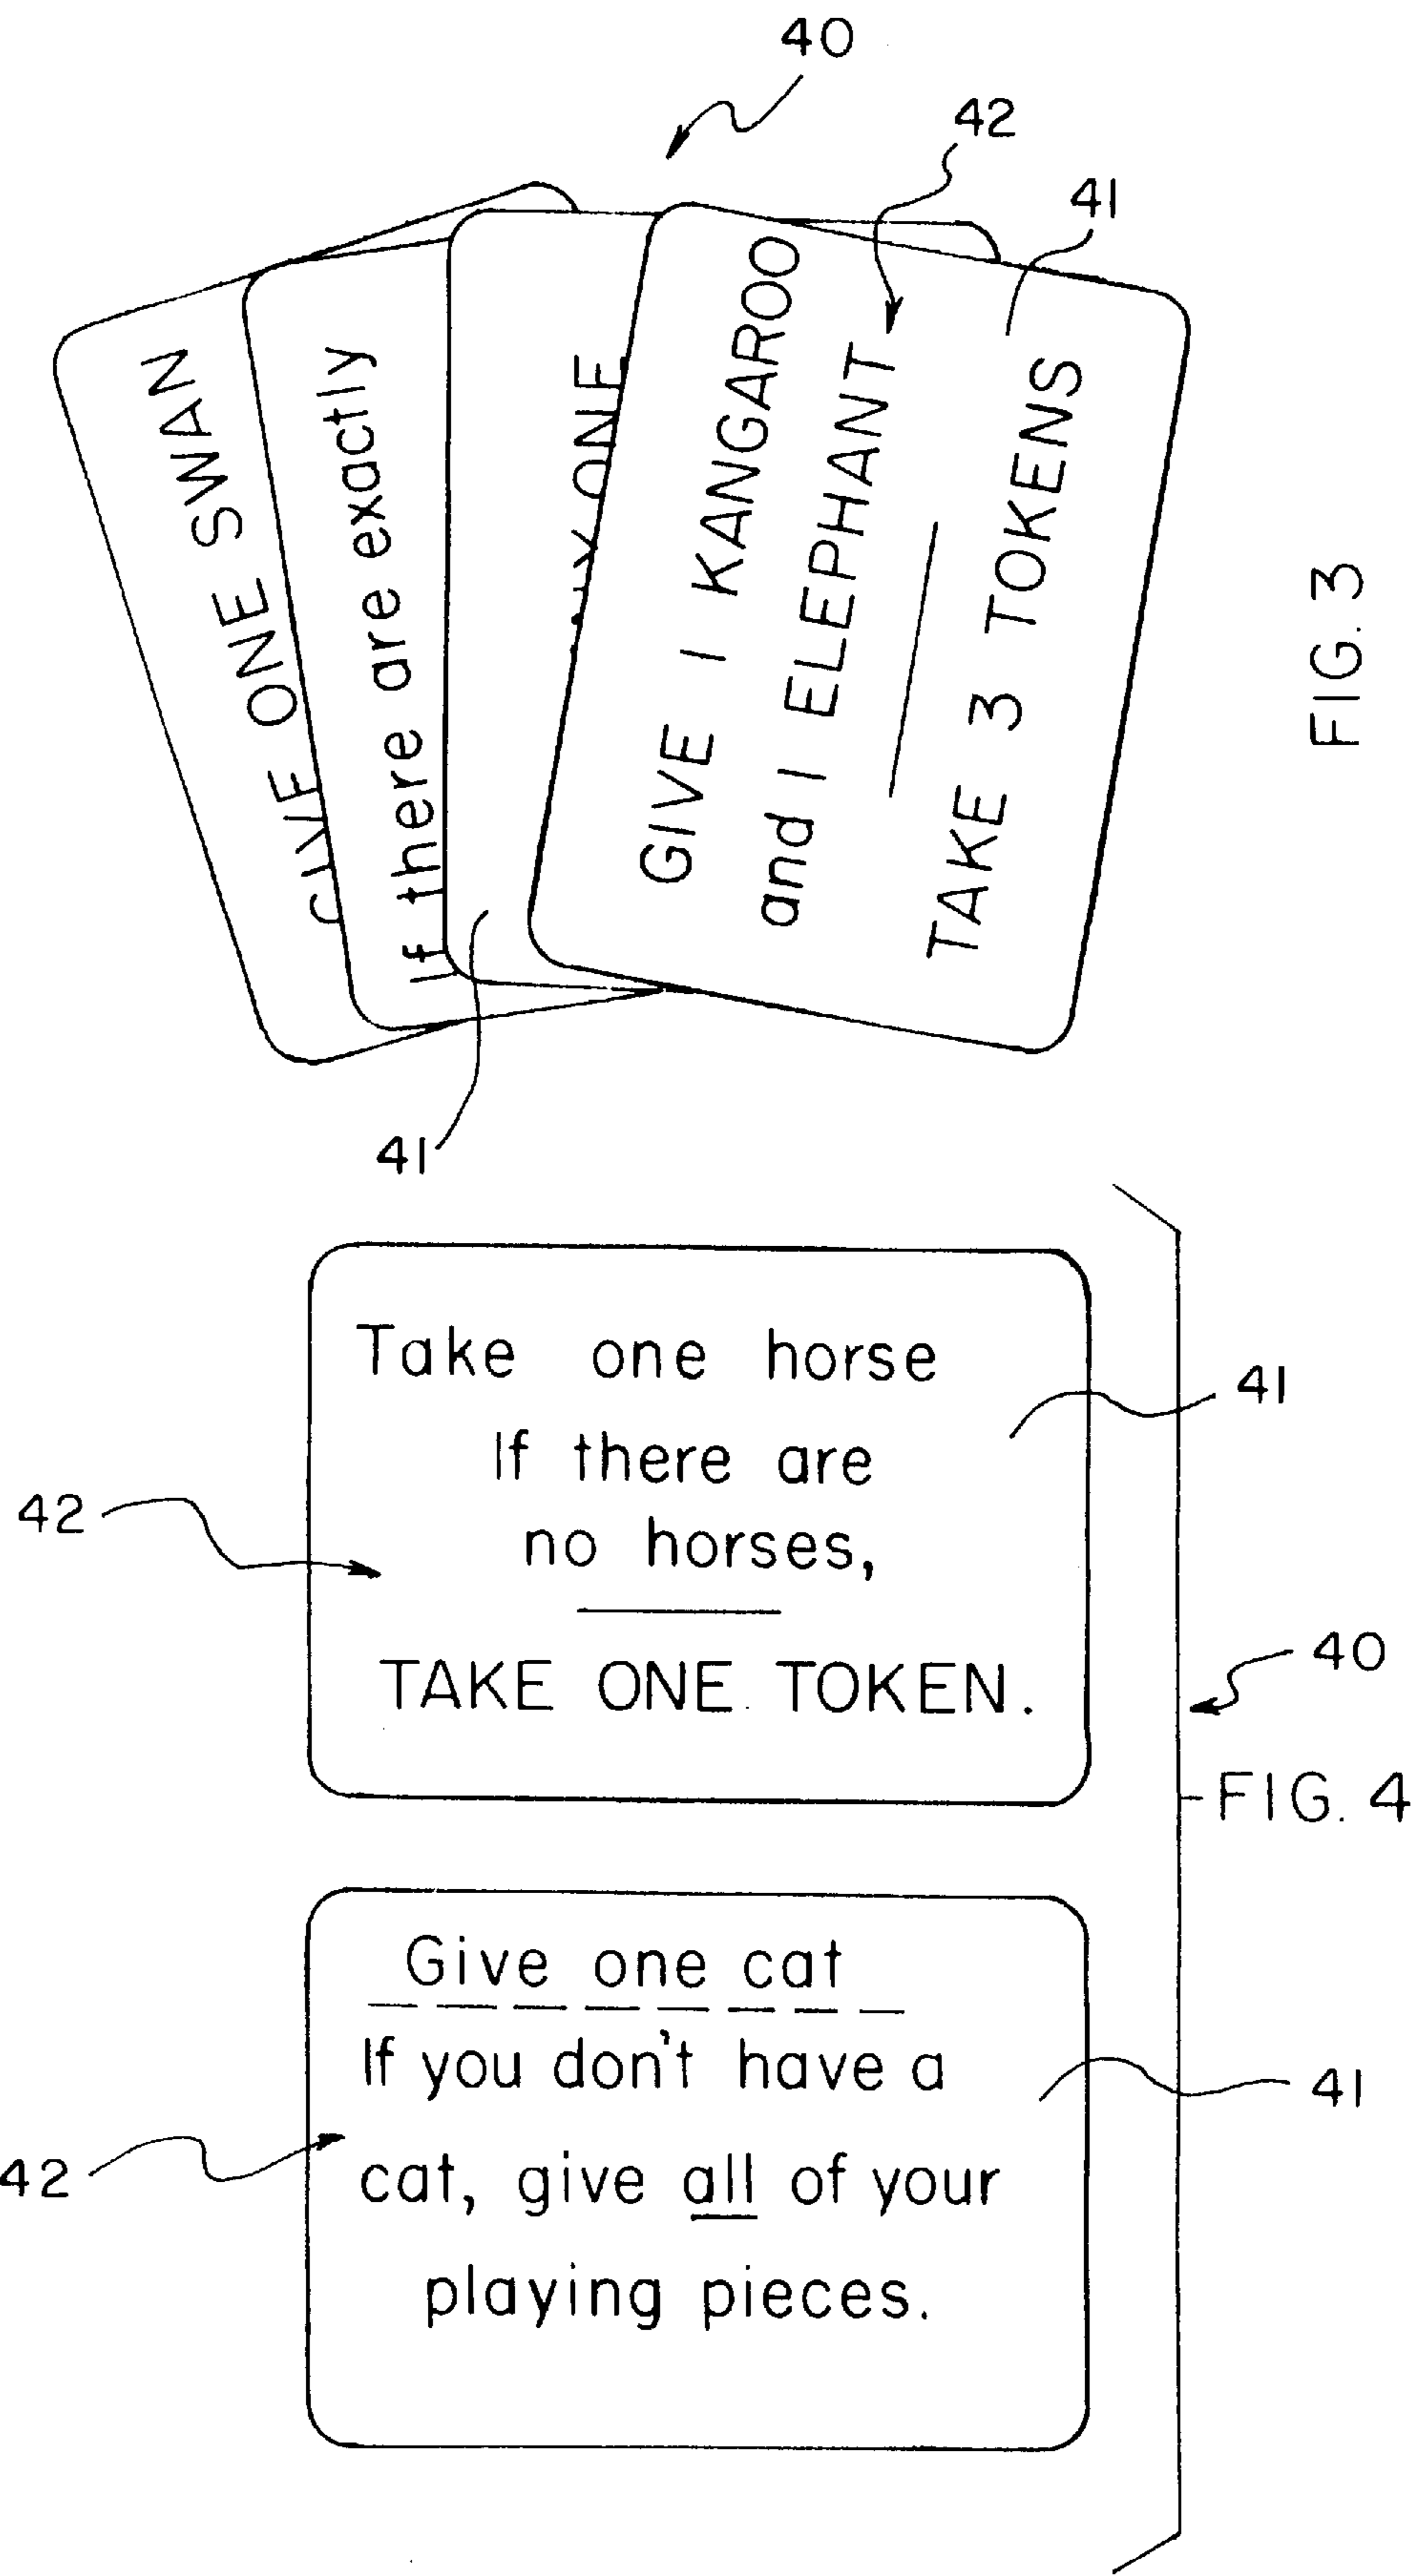 40
42
41
GIVE ONE SWAN
If there are exactly
ONE
GIVE 1 KANGAROO
and 1 ELEPHANT
TAKE 3 TOKENS
41
FIG. 3
Take one horse
If there are
no horses,
TAKE ONE TOKEN.
41
42
40
FIG. 4
Give one cat
If you don't have a
cat, give all of your
playing pieces.
41
42